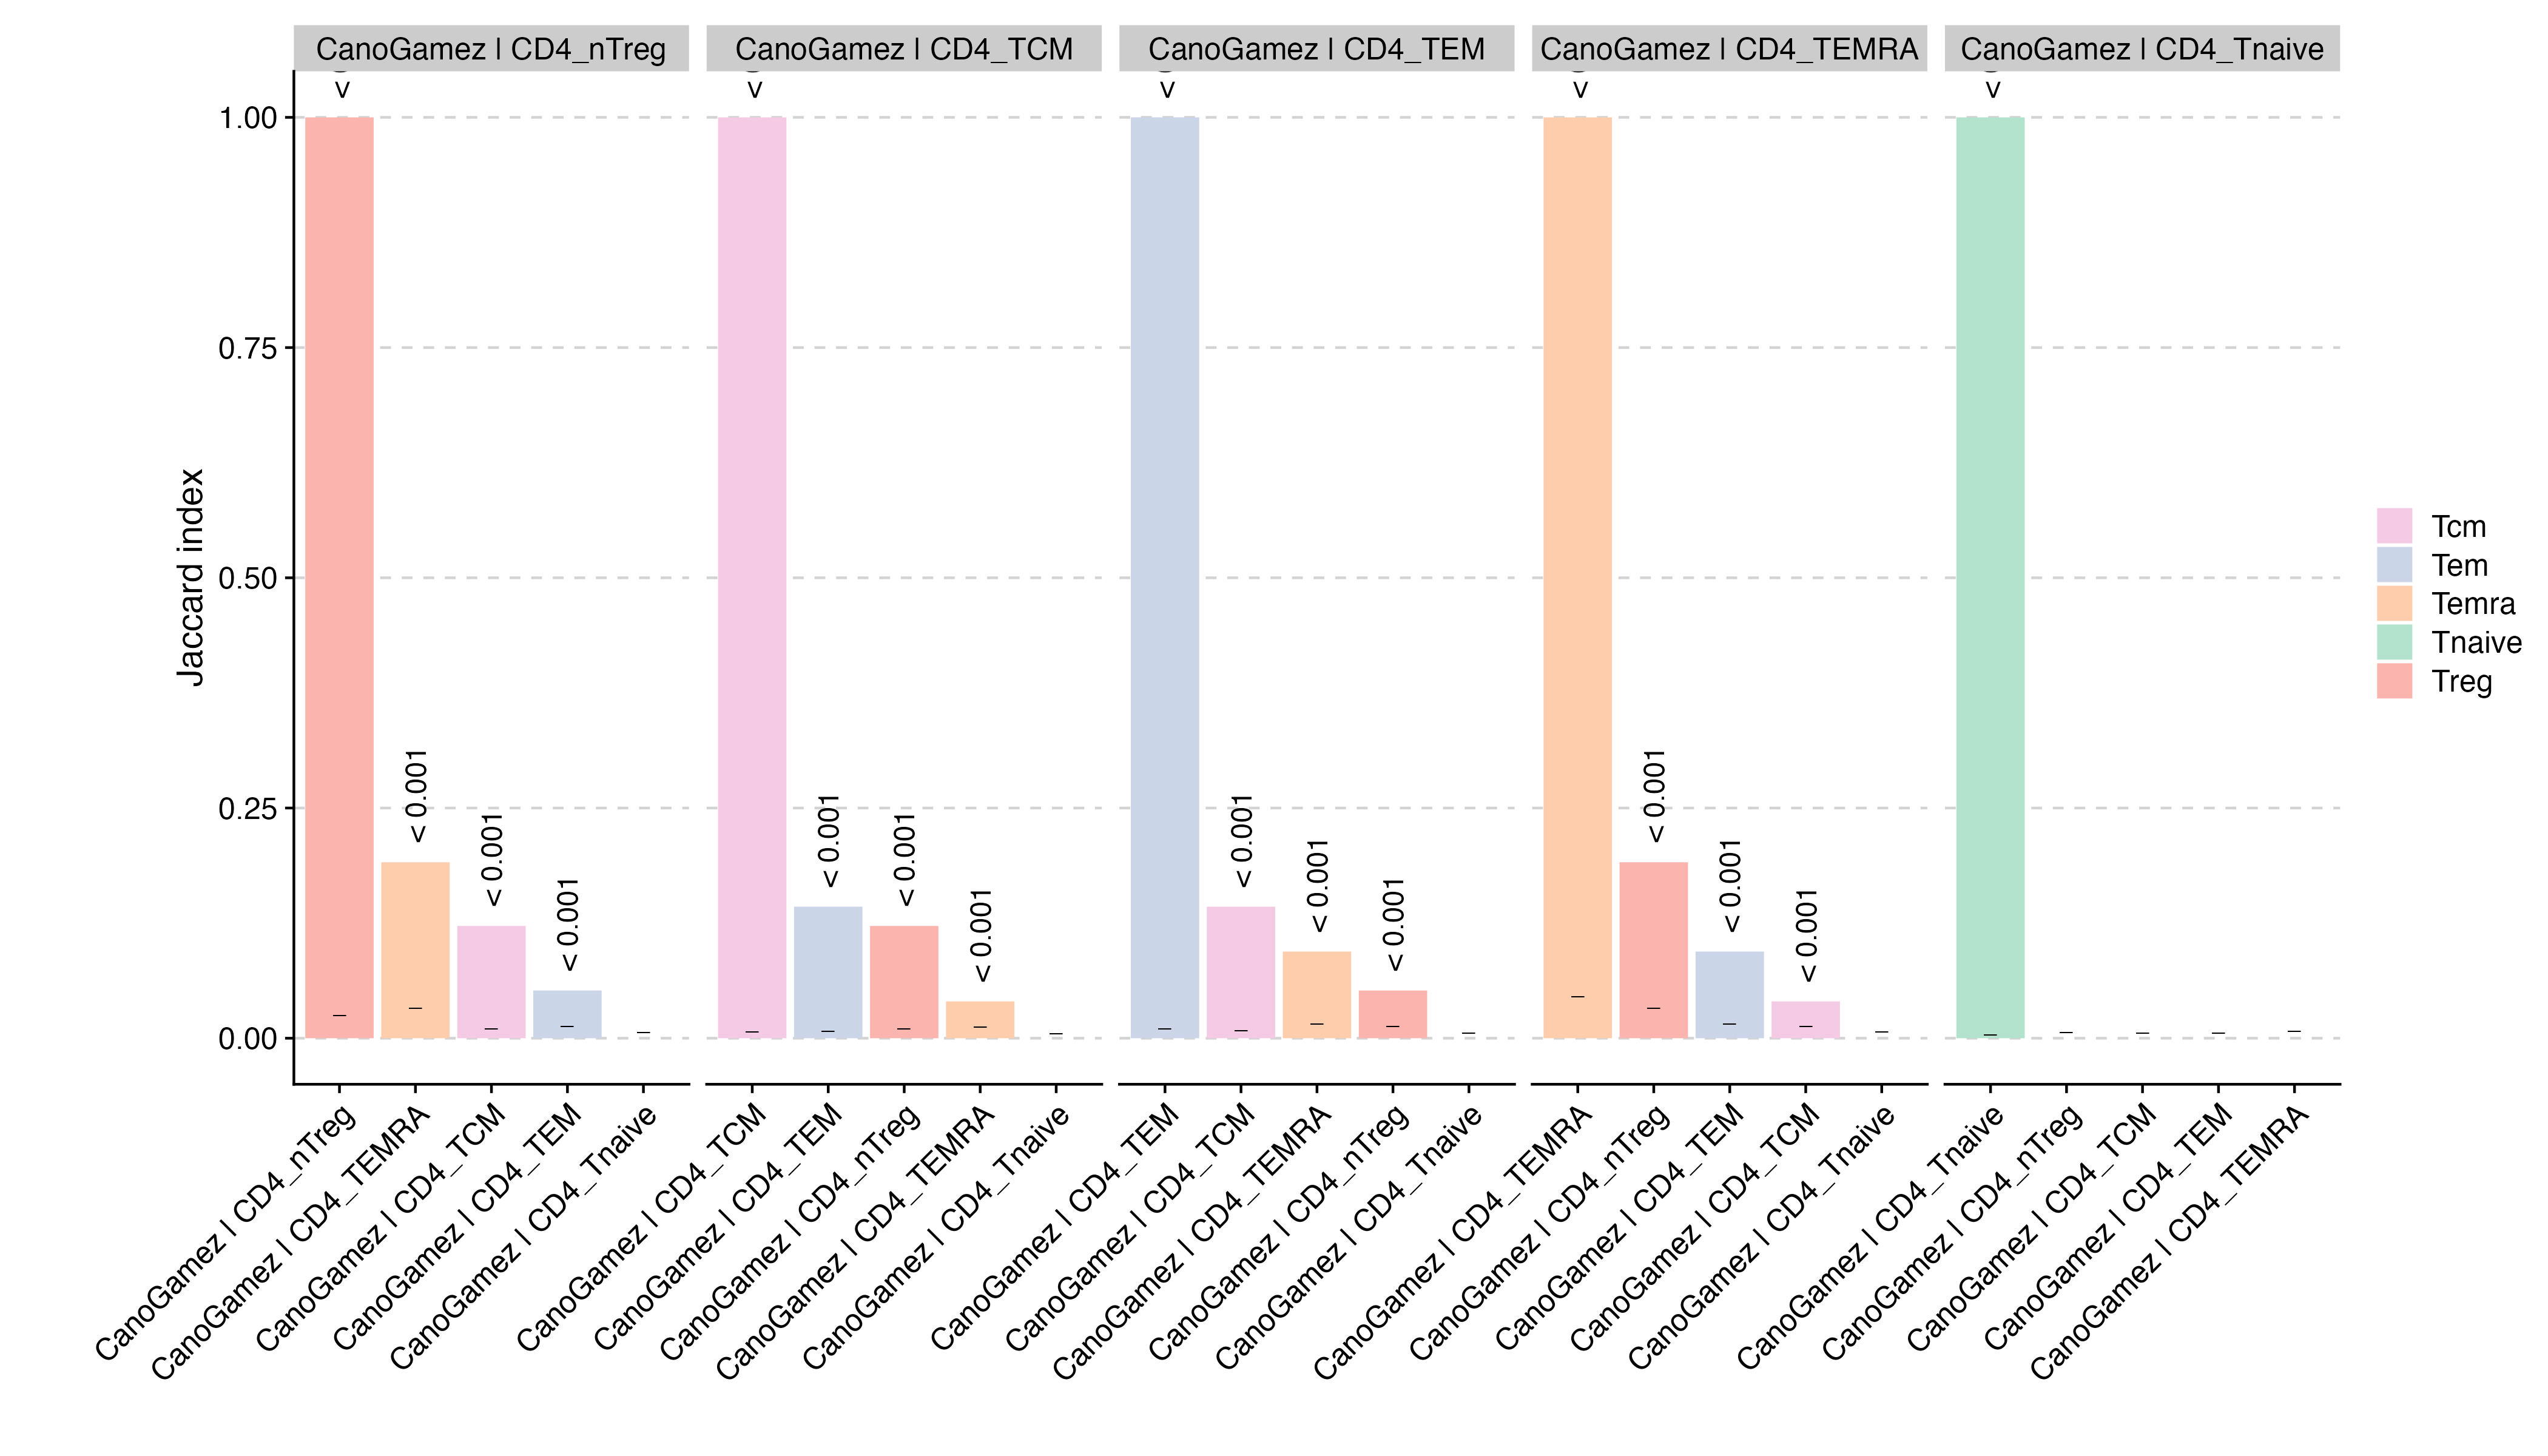 CanoGamez | CD4_nTreg
CanoGamez | CD4_TCM
CanoGamez | CD4_TEM
CanoGamez | CD4_TEMRA
CanoGamez | CD4_Tnaive
<
<
<
<
<
Jaccard index
1.00
0.75
0.50
0.25
0.00
< 0.001
< 0.001
< 0.001
< 0.001
< 0.001
< 0.001
< 0.001
< 0.001
< 0.001
< 0.001
< 0.001
< 0.001
CanoGamez | CD4_nTreg
CanoGamez | CD4_TEMRA
CanoGamez | CD4_TCM
CanoGamez | CD4_TEM
CanoGamez | CD4_Tnaive
CanoGamez | CD4_TCM
CanoGamez | CD4_TEM
CanoGamez | CD4_nTreg
CanoGamez | CD4_TEMRA
CanoGamez | CD4_Tnaive
CanoGamez | CD4_TEM
CanoGamez | CD4_TCM
CanoGamez | CD4_TEMRA
CanoGamez | CD4_nTreg
CanoGamez | CD4_Tnaive
CanoGamez | CD4_TEMRA
CanoGamez | CD4_nTreg
CanoGamez | CD4_TEM
CanoGamez | CD4_TCM
CanoGamez | CD4_Tnaive
CanoGamez | CD4_Tnaive
CanoGamez | CD4_nTreg
CanoGamez | CD4_TCM
CanoGamez | CD4_TEM
CanoGamez | CD4_TEMRA
Tcm
Tem
Temra
Tnaive
Treg